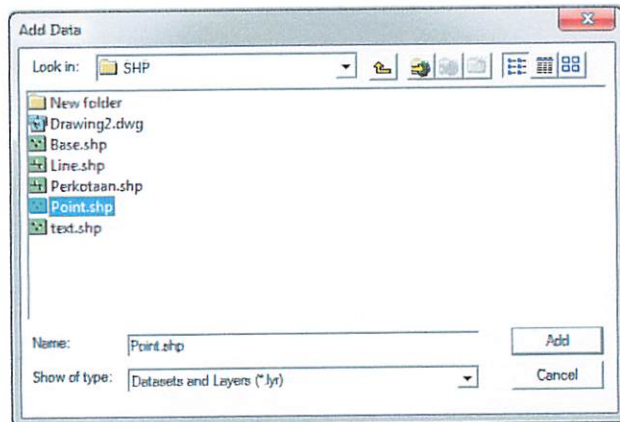 Add Data
Look in: SHP
New folder
Drawing2.dwg
Base.shp
Line.shp
Perkotaan.shp
Point.shp
text.shp
Name: Point.shp Add
Show of type: Datasets and Layers (*.lyr) Cancel